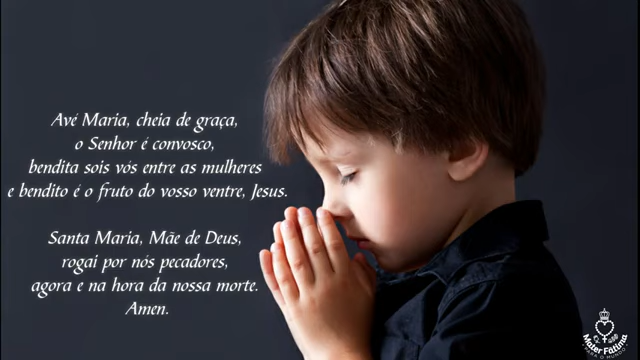 Avé Maria, cheia de graça,
o Senhor é convosco,
bendita sois vós entre as mulheres
e bendito é o fruto do vosso ventre, Jesus.
Santa Maria, Mãe de Deus,
rogai por nós pecadores,
agora e na hora da nossa morte.
Amen.
Mater Fátima